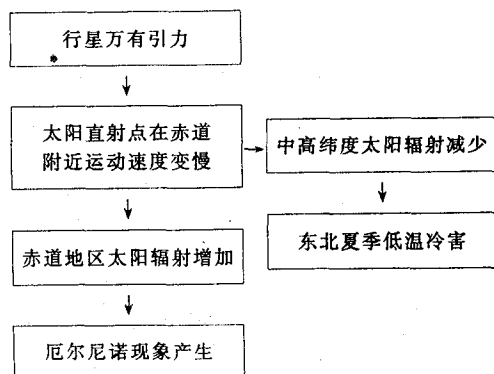 行星万有引力
太阳直射点在赤道
附近运动速度变慢
中高纬度太阳辐射减少
赤道地区太阳辐射增加
东北夏季低温冷害
厄尔尼诺现象产生